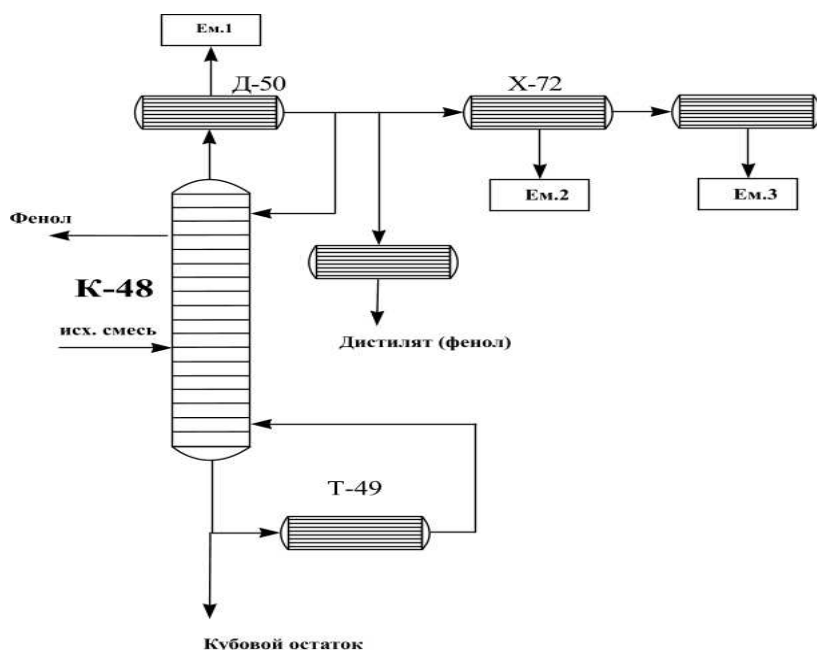 Ем.1
Д-50
Х-72
Ем.2
Ем.3
Фенол
К-48
исх. смесь
Дистилят (фенол)
Т-49
Кубовой остаток